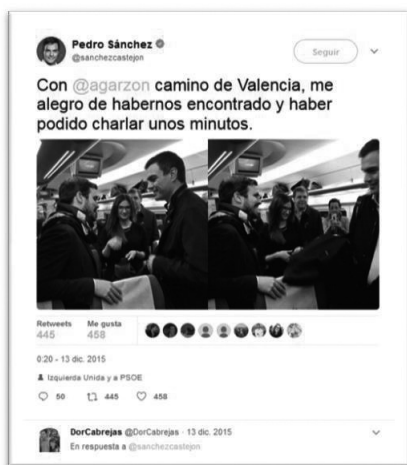 Pedro Sánchez
@sanchezcastejon
Seguir
Con @agarzon camino de Valencia, me
alegro de habernos encontrado y haber
podido charlar unos minutos.
Retweets Me gusta
445 458
0:20 - 13 dic. 2015
Izquierda Unida y a PSOE
50 445 458
DorCabrejas @DorCabrejas · 13 dic. 2015
En respuesta a @sanchezcastejon